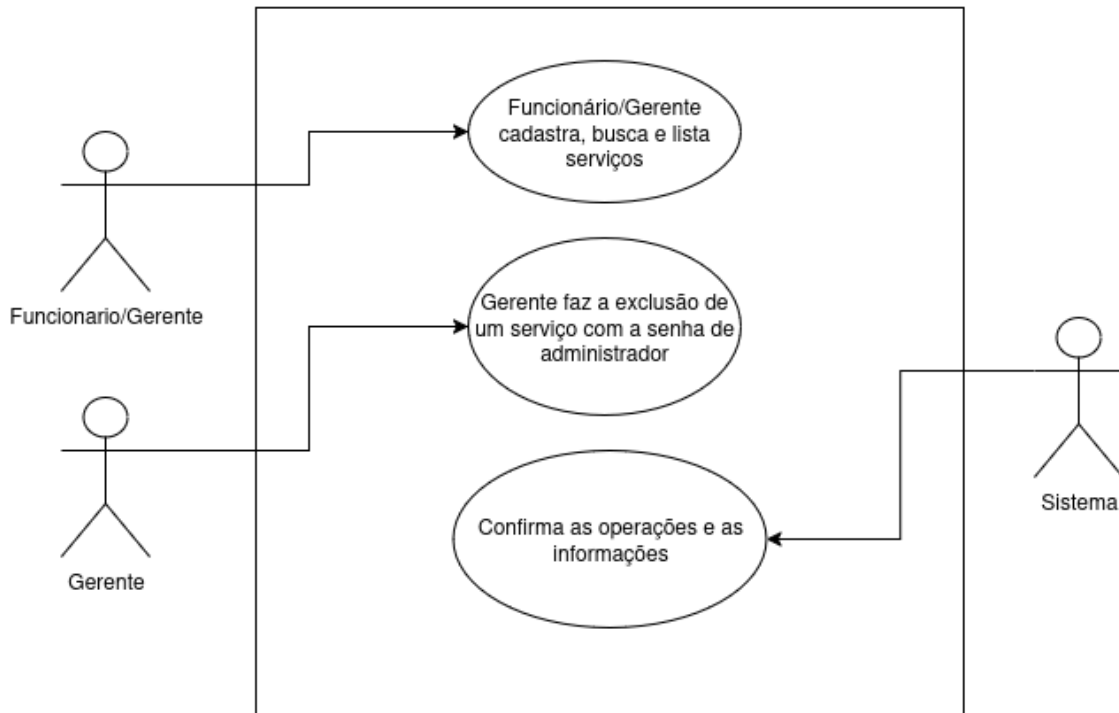 Funcionário/Gerente
cadastra, busca e lista
serviços
Funcionario/Gerente
Gerente faz a exclusão de
um serviço com a senha de
administrador
Gerente
Confirma as operações e as
informações
Sistema